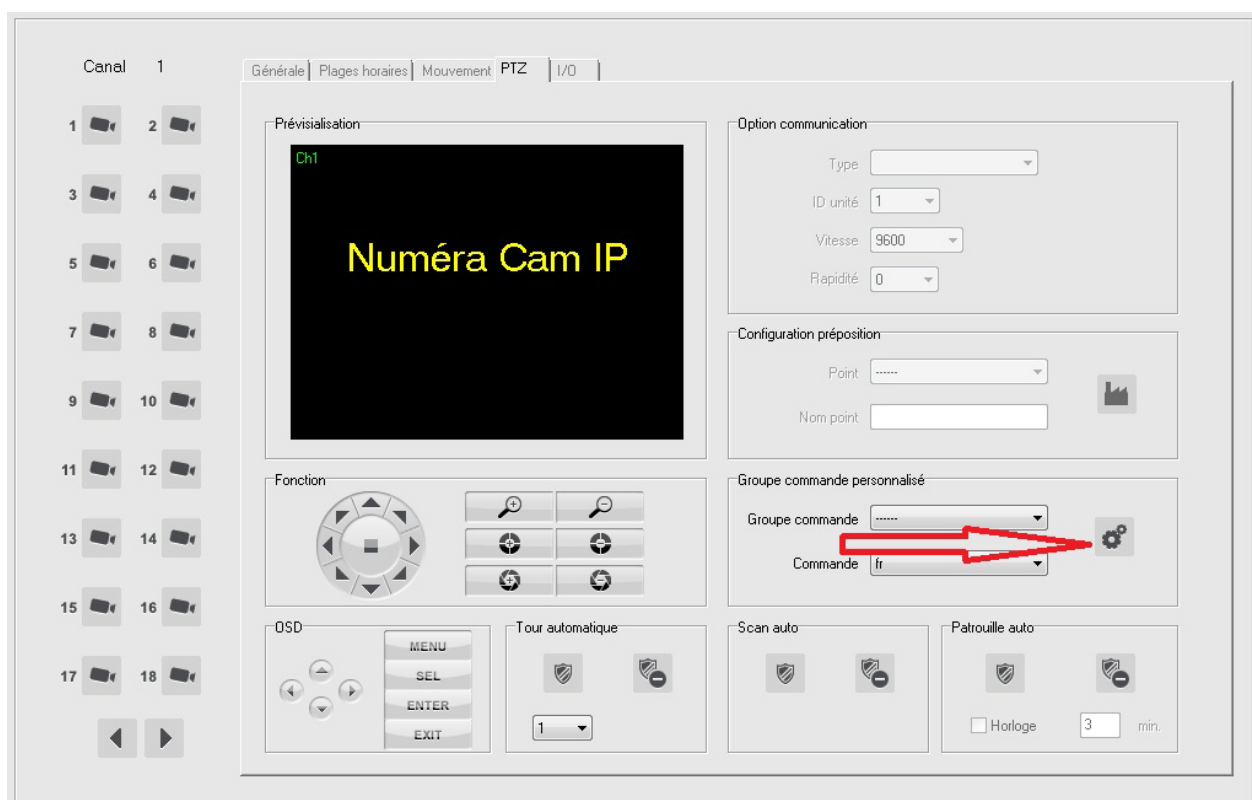 Canal 1
Générale Plages horaires Mouvement PTZ I/O
1 2
3 4
5 6
7 8
9 10
11 12
13 14
15 16
17 18
Prévisialisation
Ch1
Numéra Cam IP
Option communication
Type
ID unité 1
Vitesse 9600
Rapidité 0
Configuration préposition
Point ------
Nom point
Fonction
Groupe commande personnalisé
Groupe commande ------
Commande fr
OSD
MENU
SEL
ENTER
EXIT
Tour automatique
1
Scan auto
Patrouille auto
Horloge 3 min.